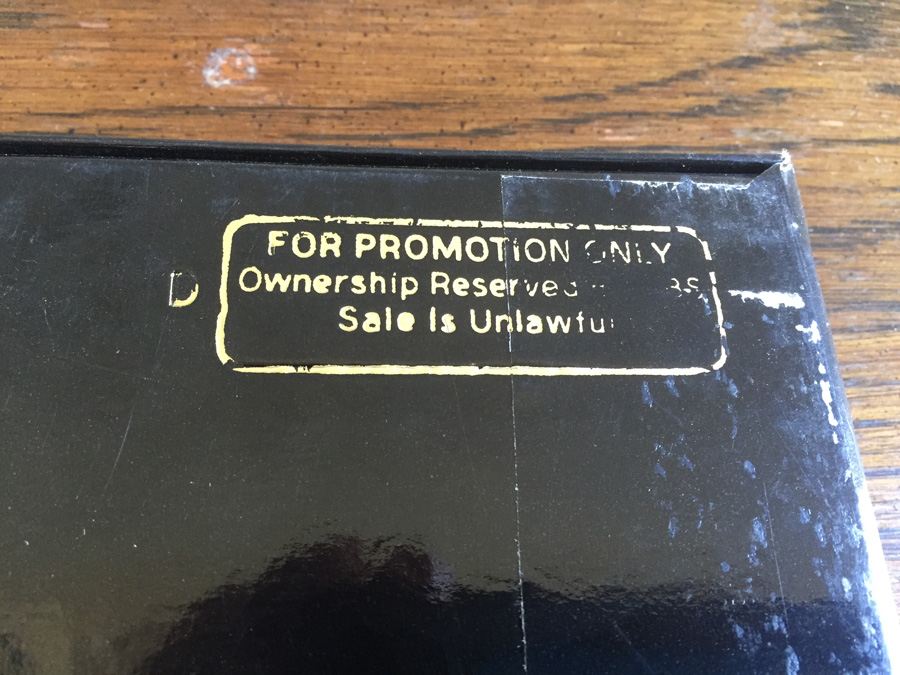 FOR PROMOTION ONLY
D
Ownership Reserved
Sale Is Unlawful